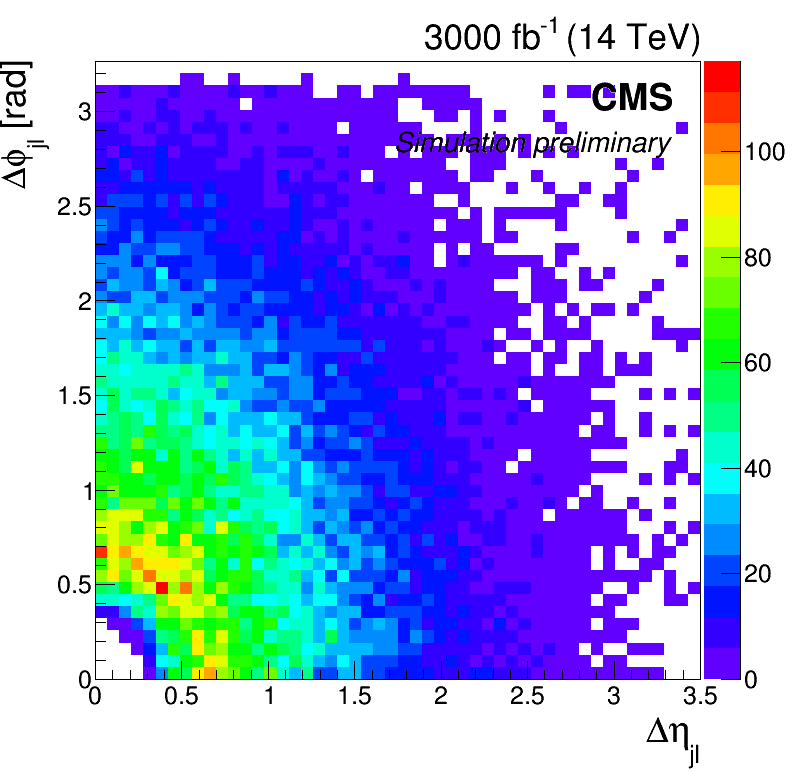 3000 fb-1 (14 TeV)
Δϕjl [rad]
CMS
Simulation preliminary
3
2.5
2
1.5
1
0.5
0
0 0.5 1 1.5 2 2.5 3 3.5
Δηjl
100
80
60
40
20
0